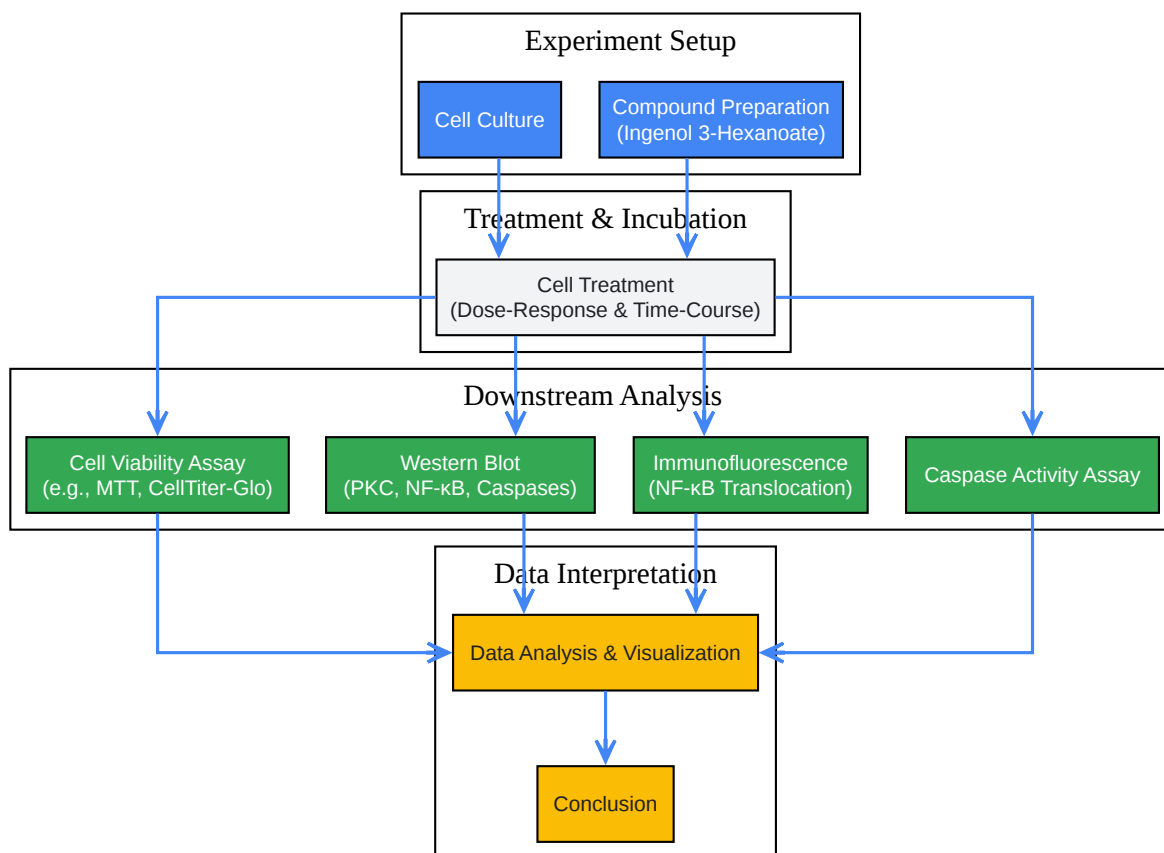 Experiment Setup
Cell Culture
Compound Preparation
(Ingenol 3-Hexanoate)
Treatment & Incubation
Cell Treatment
(Dose-Response & Time-Course)
Downstream Analysis
Cell Viability Assay
(e.g., MTT, CellTiter-Glo)
Western Blot
(PKC, NF-κB, Caspases)
Immunofluorescence
(NF-κB Translocation)
Caspase Activity Assay
Data Interpretation
Data Analysis & Visualization
Conclusion